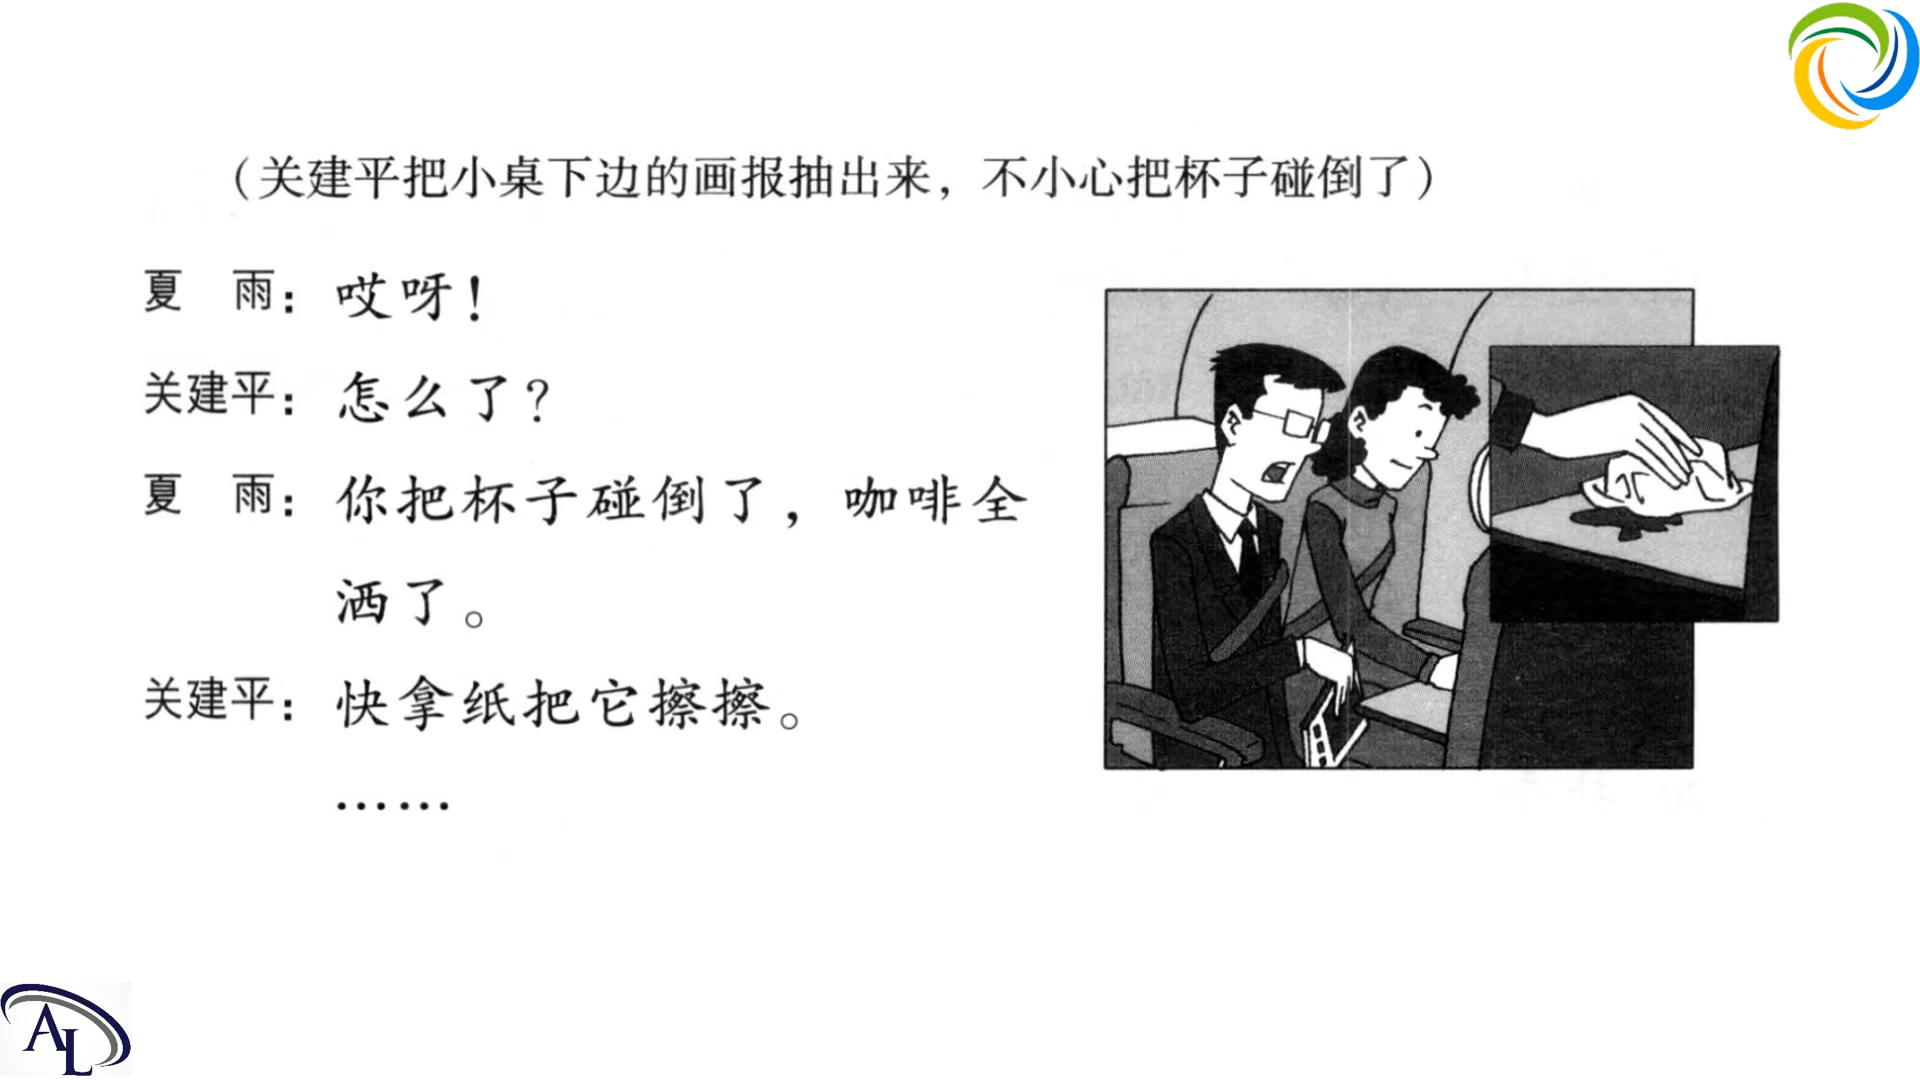 （关建平把小桌下边的画报抽出来，不小心把杯子碰倒了）
夏　雨：哎呀！
关建平：怎么了？
夏　雨：你把杯子碰倒了，咖啡全
洒了。
关建平：快拿纸把它擦擦。
……
AL